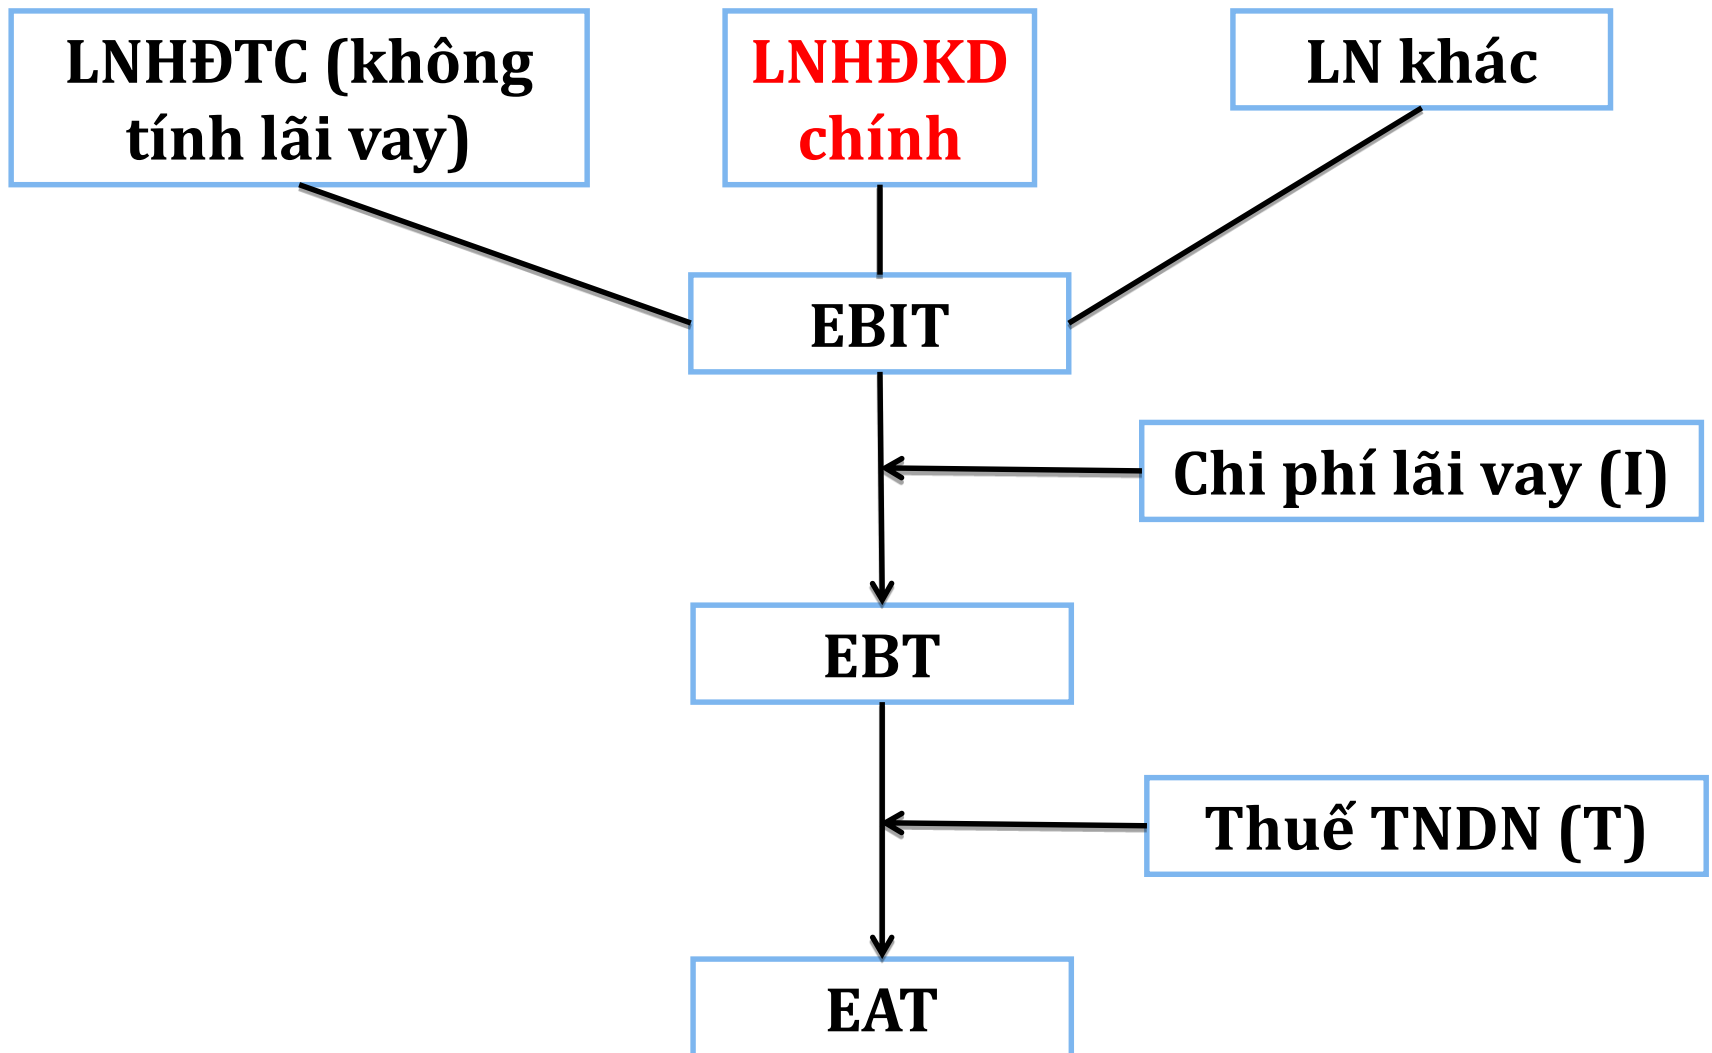 LNHĐTC (không
tính lãi vay)
LNHĐKD
chính
LN khác
EBIT
Chi phí lãi vay (I)
EBT
Thuế TNDN (T)
EAT